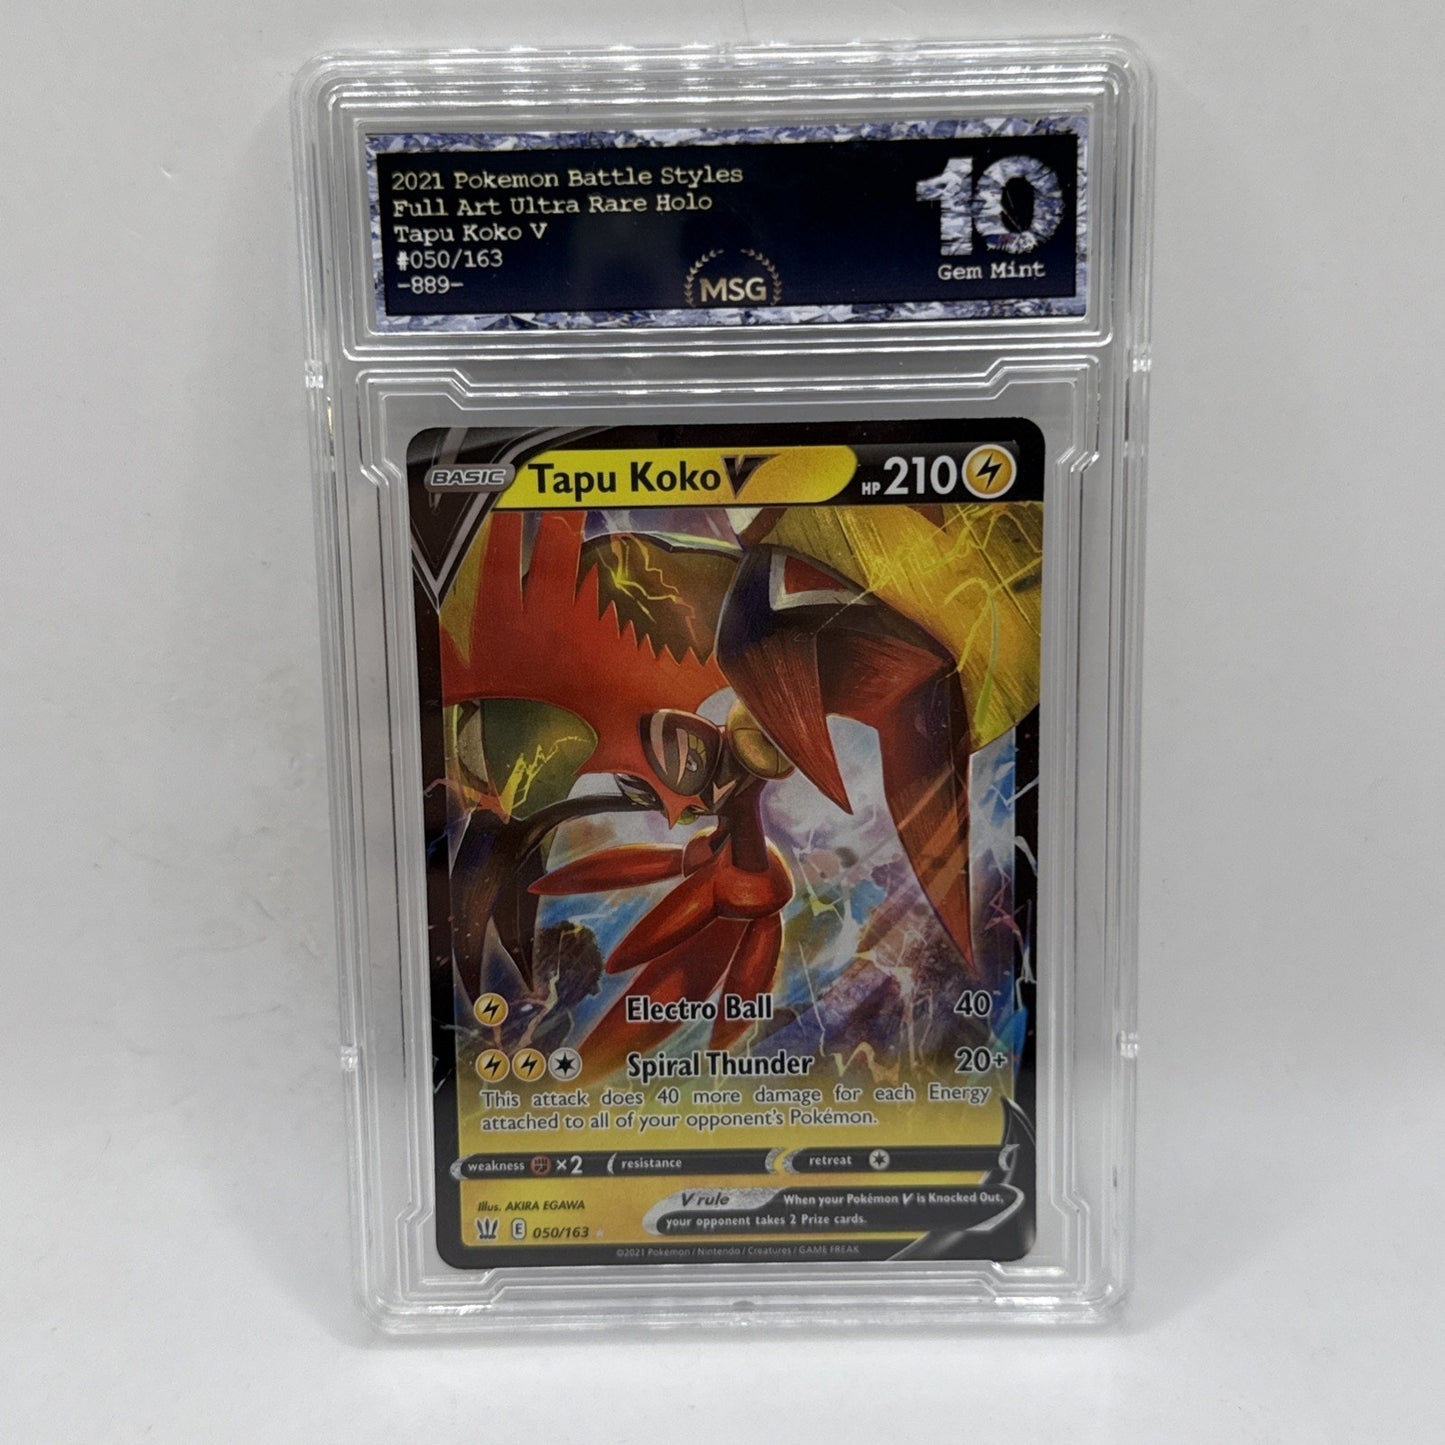 2021 Pokemon Battle Styles
Full Art Ultra Rare Holo
Tapu Koko V
#050/163
-889-
MSG
10
Gem Mint
BASIC Tapu Koko V HP 210
Electro Ball 40
Spiral Thunder 20+
This attack does 40 more damage for each Energy
attached to all of your opponent's Pokémon.
weakness ×2 resistance retreat
Illus. AKIRA EGAWA
E 050/163
V rule When your Pokémon V is Knocked Out,
your opponent takes 2 Prize cards.
©2021 Pokémon / Nintendo / Creatures / GAME FREAK